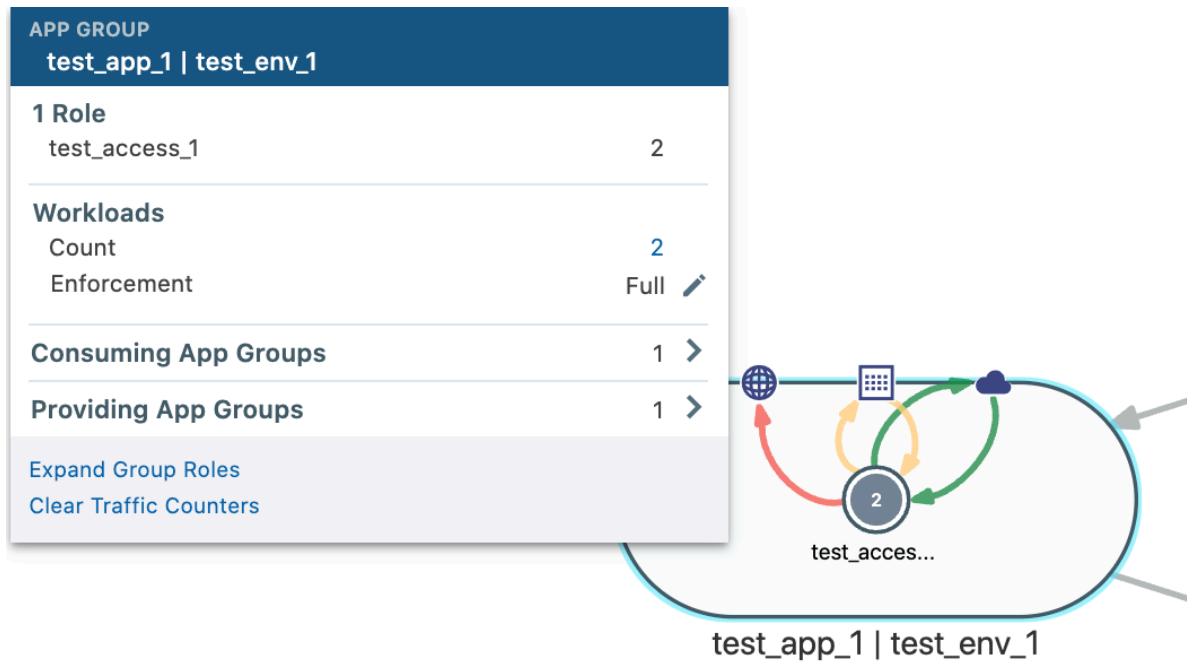 APP GROUP
test_app_1 | test_env_1
1 Role
test_access_1 2
Workloads
Count 2
Enforcement Full
Consuming App Groups 1
Providing App Groups 1
Expand Group Roles
Clear Traffic Counters
2
test_acces...
test_app_1 | test_env_1